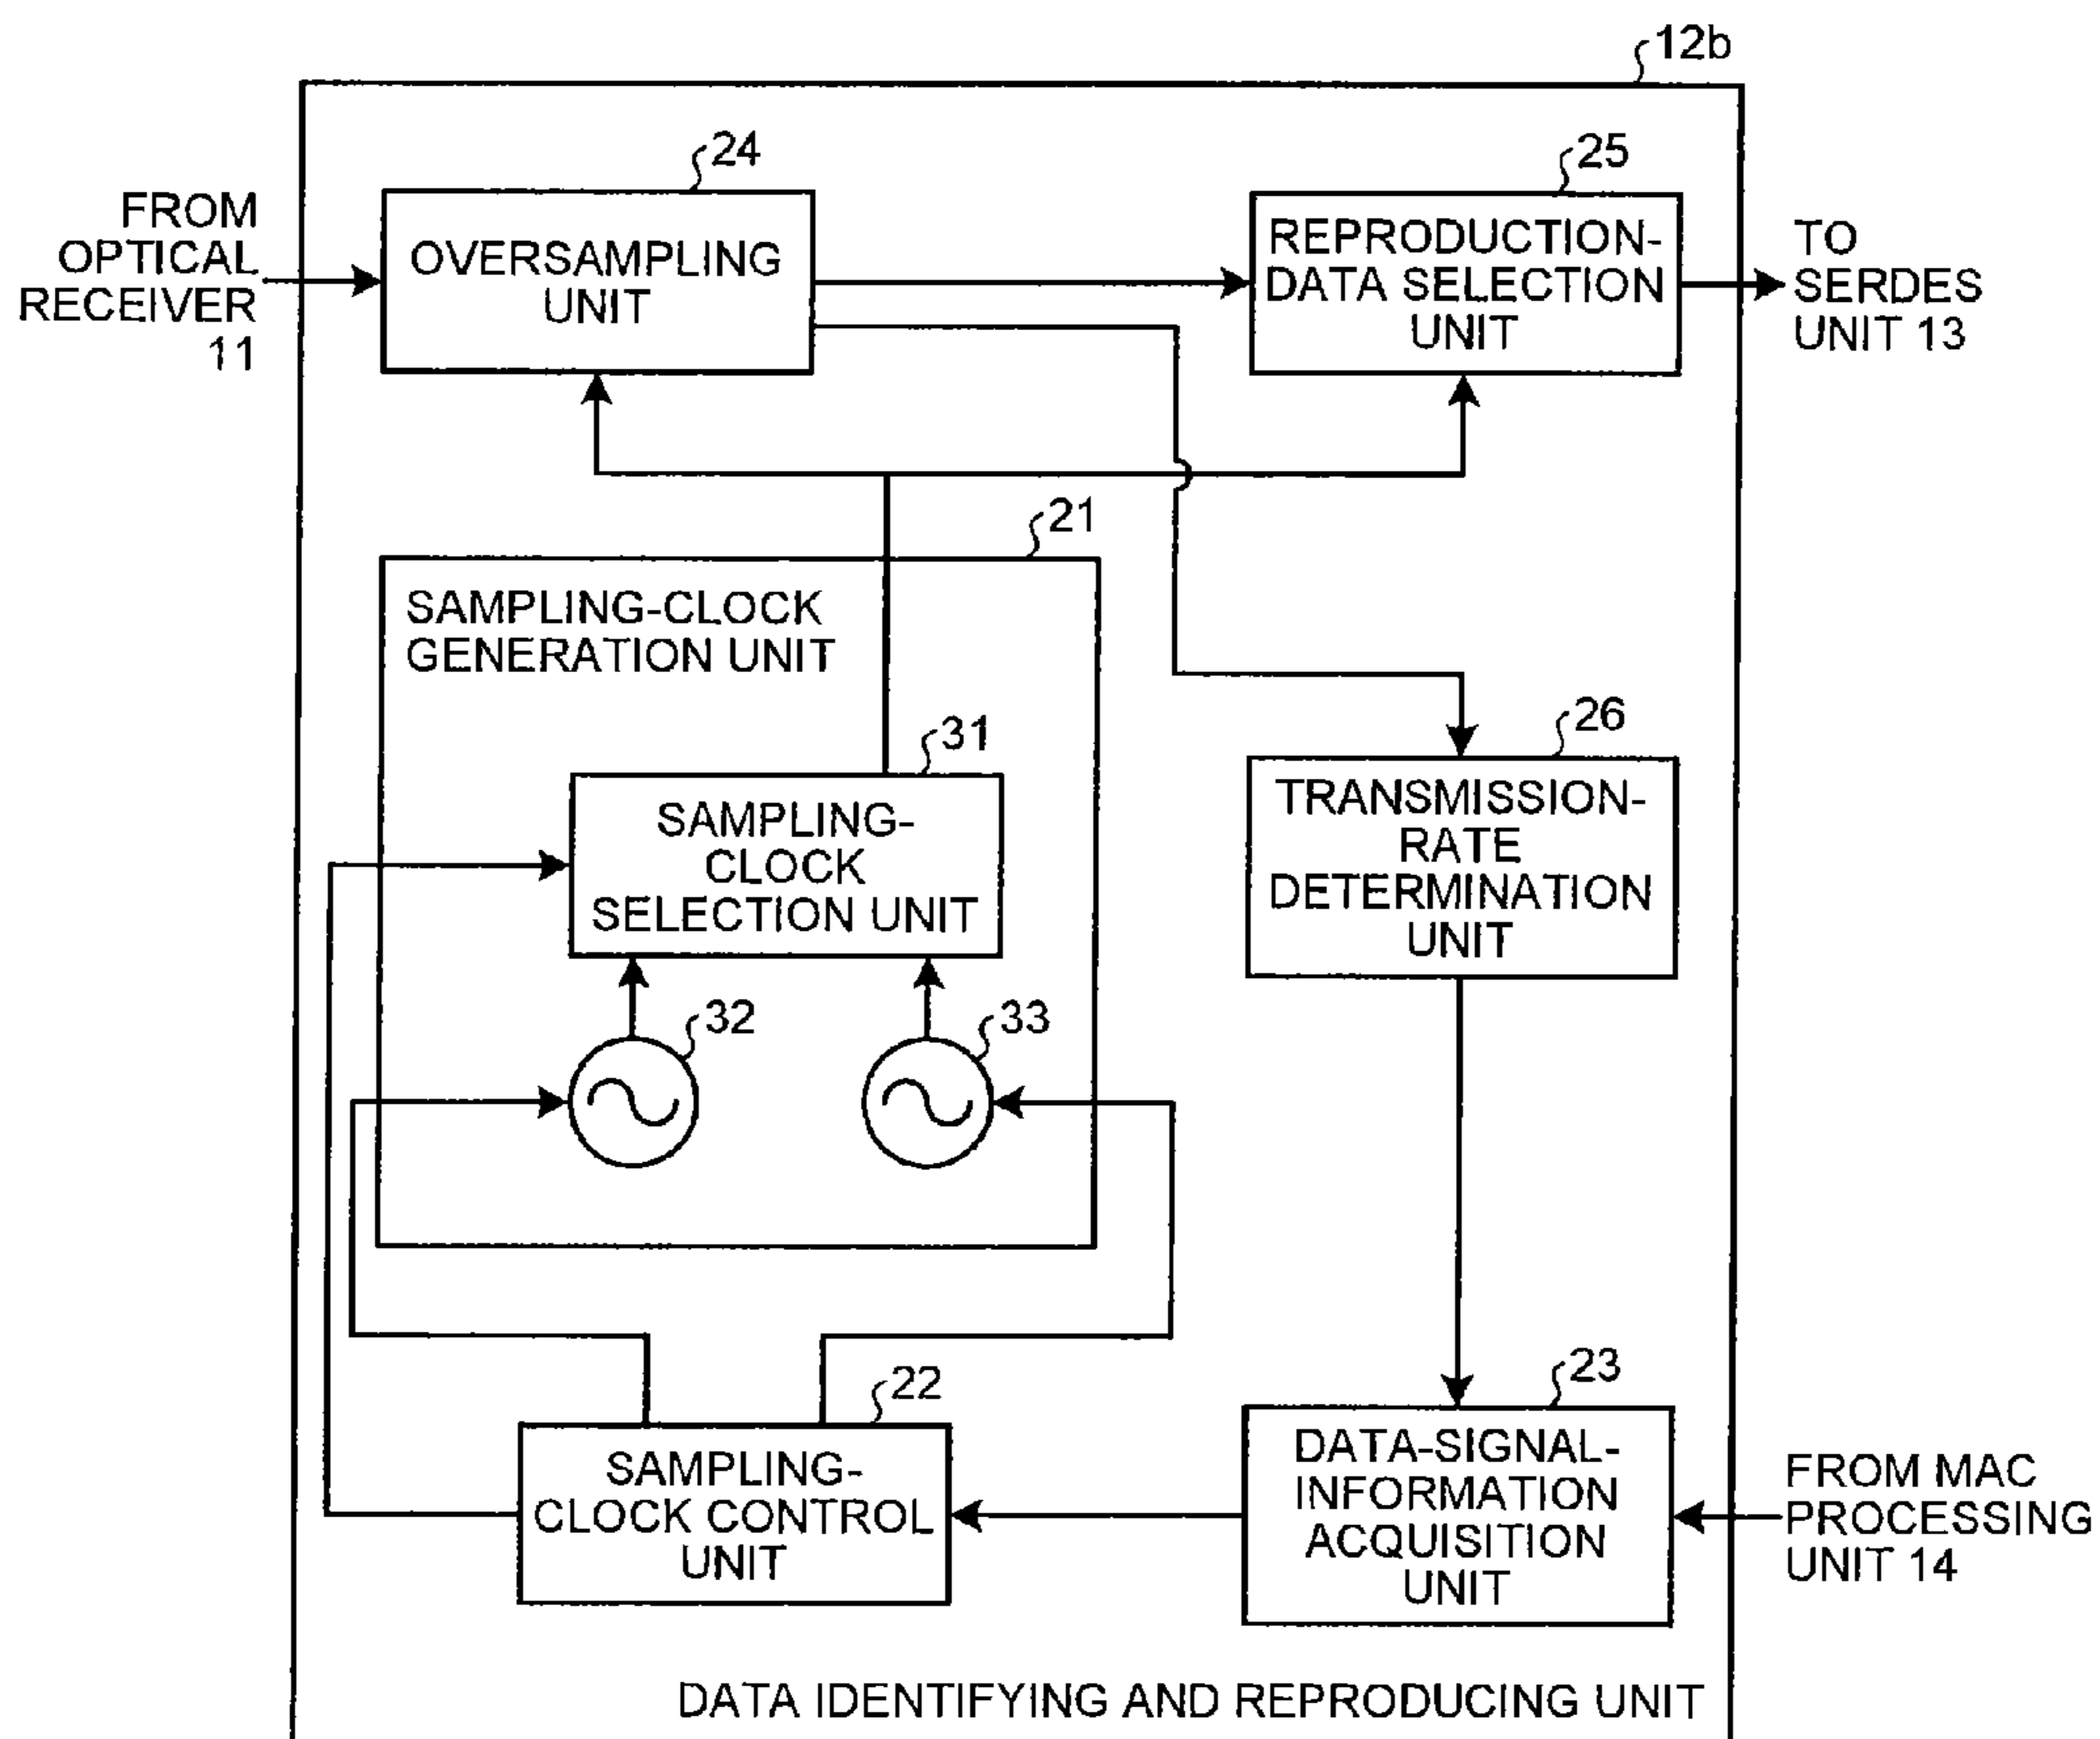 12b
24
25
FROM
OPTICAL
RECEIVER
11
OVERSAMPLING
UNIT
REPRODUCTION-
DATA SELECTION
UNIT
TO
SERDES
UNIT 13
21
SAMPLING-CLOCK
GENERATION UNIT
31
SAMPLING-
CLOCK
SELECTION UNIT
26
TRANSMISSION-
RATE
DETERMINATION
UNIT
32
33
22
SAMPLING-
CLOCK CONTROL
UNIT
23
DATA-SIGNAL-
INFORMATION
ACQUISITION
UNIT
FROM MAC
PROCESSING
UNIT 14
DATA IDENTIFYING AND REPRODUCING UNIT